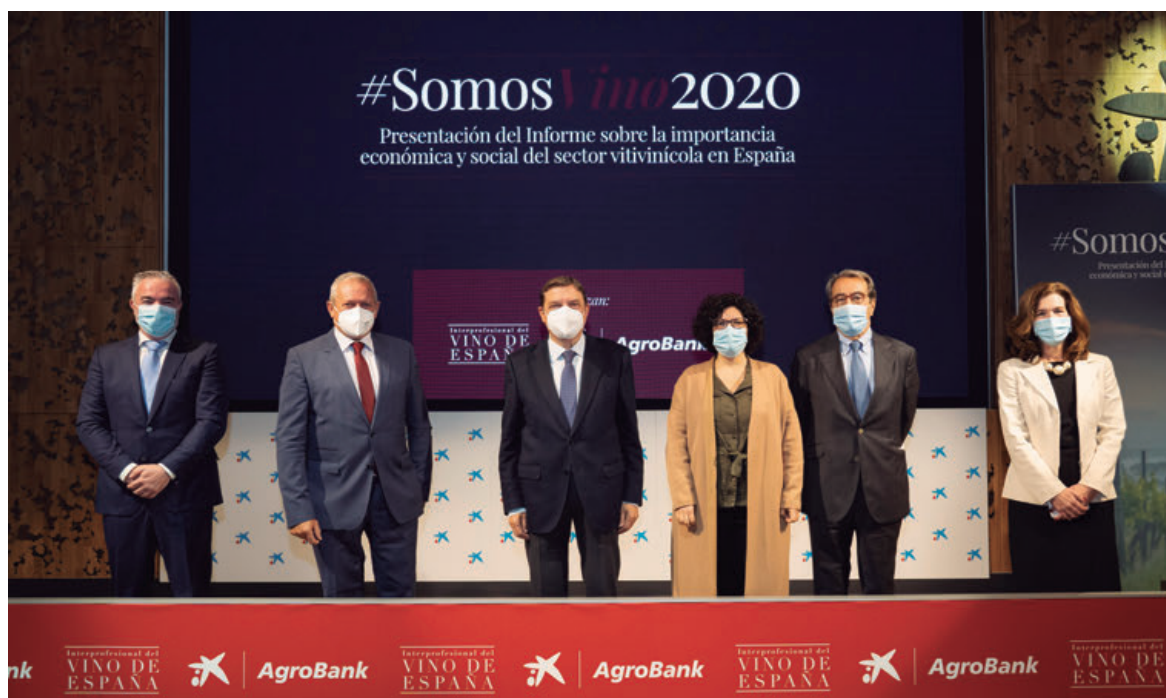 #SomosVino2020
Presentación del Informe sobre la importancia
económica y social del sector vitivinícola en España
Interprofesional del
VINO DE
ESPAÑA
AgroBank
#Somos
Presentación del
económica y social
nk
Interprofesional del
VINO DE
ESPAÑA
AgroBank
Interprofesional del
VINO DE
ESPAÑA
AgroBank
Interprofesional del
VINO DE
ESPAÑA
AgroBank
Interprofesional del
VINO DE
ESPAÑA